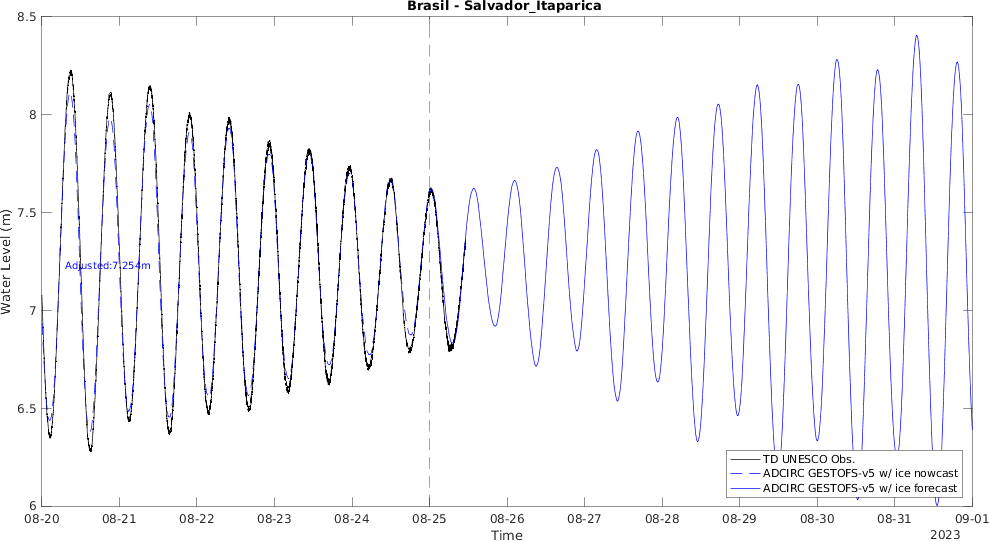 Brasil - Salvador_Itaparica
Water Level (m)
8.5
8
7.5
7
6.5
6
Adjusted:7.254m
TD UNESCO Obs.
ADCIRC GESTOFS-v5 w/ ice nowcast
ADCIRC GESTOFS-v5 w/ ice forecast
08-20 08-21 08-22 08-23 08-24 08-25 08-26 08-27 08-28 08-29 08-30 08-31 09-01
Time
2023